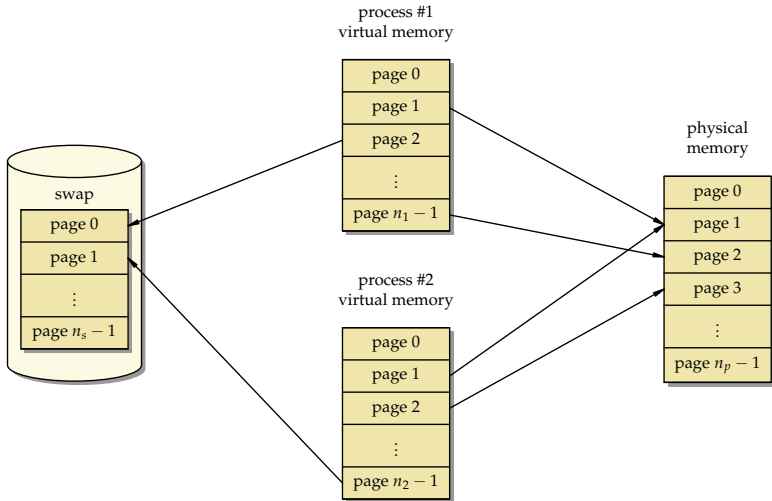 process #1
virtual memory
page 0
page 1
page 2
⋮
page n₁ − 1
swap
page 0
page 1
⋮
page nₛ − 1
process #2
virtual memory
page 0
page 1
page 2
⋮
page n₂ − 1
physical
memory
page 0
page 1
page 2
page 3
⋮
page nₚ − 1